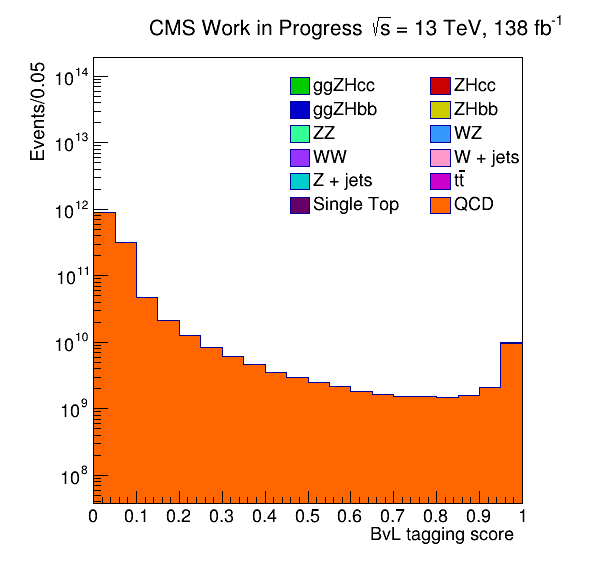 CMS Work in Progress √s = 13 TeV, 138 fb⁻¹
Events/0.05
10¹⁴
10¹³
10¹²
10¹¹
10¹⁰
10⁹
10⁸
ggZHcc ZHcc
ggZHbb ZHbb
ZZ WZ
WW W + jets
Z + jets tt̄
Single Top QCD
0 0.1 0.2 0.3 0.4 0.5 0.6 0.7 0.8 0.9 1
BvL tagging score